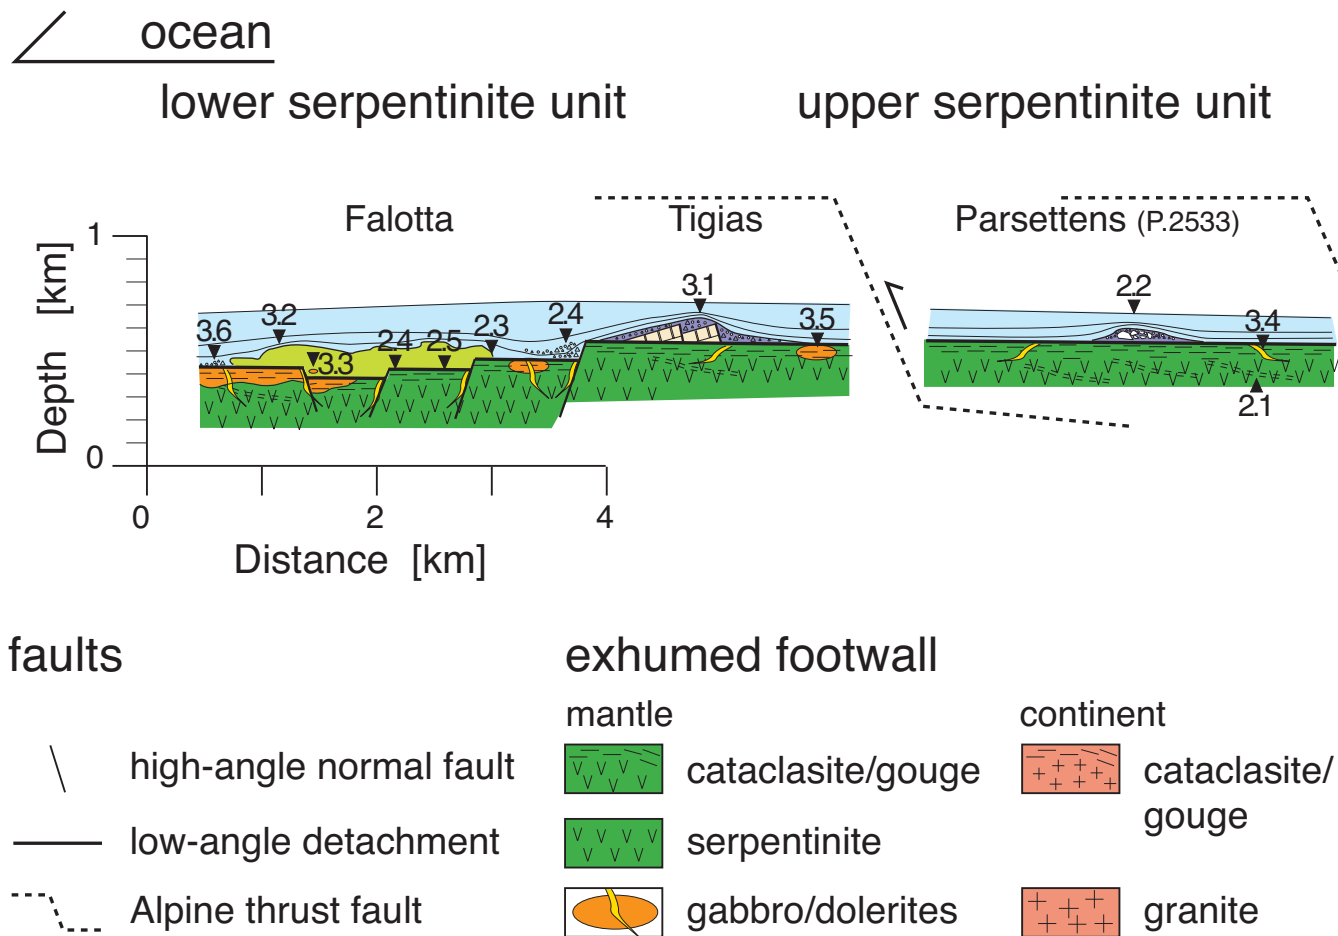 ocean
lower serpentinite unit
upper serpentinite unit
Falotta
Tigias
Parsettens (P.2533)
1
Depth [km]
0
3.6
3.2
3.3
2.4
2.5
2.3
2.4
3.1
3.5
2.2
3.4
2.1
0
2
4
Distance [km]
faults
high-angle normal fault
low-angle detachment
Alpine thrust fault
exhumed footwall
mantle
cataclasite/gouge
serpentinite
gabbro/dolerites
continent
cataclasite/
gouge
granite